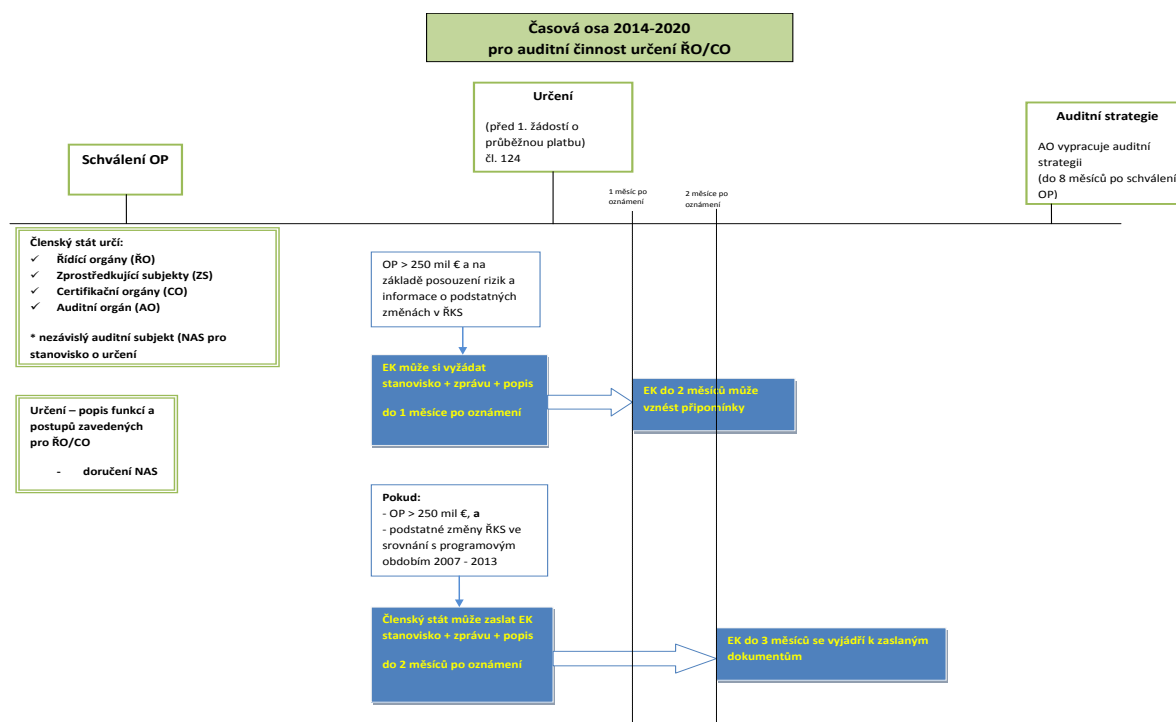 Časová osa 2014-2020
pro auditní činnost určení ŘO/CO
Schválení OP
Určení
(před 1. žádostí o
průběžnou platbu)
čl. 124
Auditní strategie
AO vypracuje auditní
strategii
(do 8 měsíců po schválení
OP)
1 měsíc po
oznámení
2 měsíce po
oznámení
Členský stát určí:
✓ Řídící orgány (ŘO)
✓ Zprostředkující subjekty (ZS)
✓ Certifikační orgány (CO)
✓ Auditní orgán (AO)
* nezávislý auditní subjekt (NAS pro
stanovisko o určení
Určení – popis funkcí a
postupů zavedených
pro ŘO/CO
- doručení NAS
OP > 250 mil € a na
základě posouzení rizik a
informace o podstatných
změnách v ŘKS
EK může si vyžádat
stanovisko + zprávu + popis
do 1 měsíce po oznámení
EK do 2 měsíců může
vznést připomínky
Pokud:
- OP > 250 mil €, a
- podstatné změny ŘKS ve
srovnání s programovým
obdobím 2007 - 2013
Členský stát může zaslat EK
stanovisko + zprávu + popis
do 2 měsíců po oznámení
EK do 3 měsíců se vyjádří k zaslaným
dokumentům